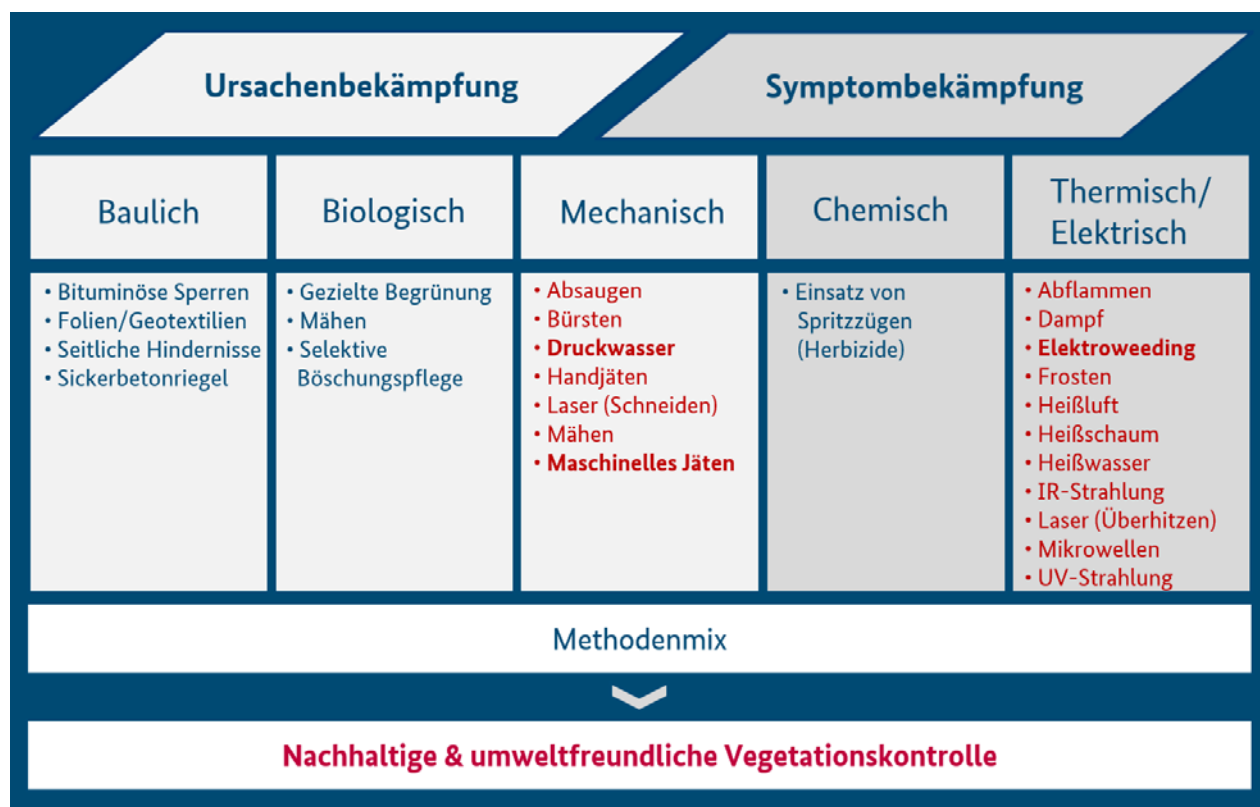 Ursachenbekämpfung
Symptombekämpfung
Baulich
Biologisch
Mechanisch
Chemisch
Thermisch/
Elektrisch
• Bituminöse Sperren
• Folien/Geotextilien
• Seitliche Hindernisse
• Sickerbetonriegel
• Gezielte Begrünung
• Mähen
• Selektive
Böschungspflege
• Absaugen
• Bürsten
• Druckwasser
• Handjäten
• Laser (Schneiden)
• Mähen
• Maschinelles Jäten
• Einsatz von
Spritzzügen
(Herbizide)
• Abflammen
• Dampf
• Elektroweeding
• Frosten
• Heißluft
• Heißschaum
• Heißwasser
• IR-Strahlung
• Laser (Überhitzen)
• Mikrowellen
• UV-Strahlung
Methodenmix
Nachhaltige & umweltfreundliche Vegetationskontrolle